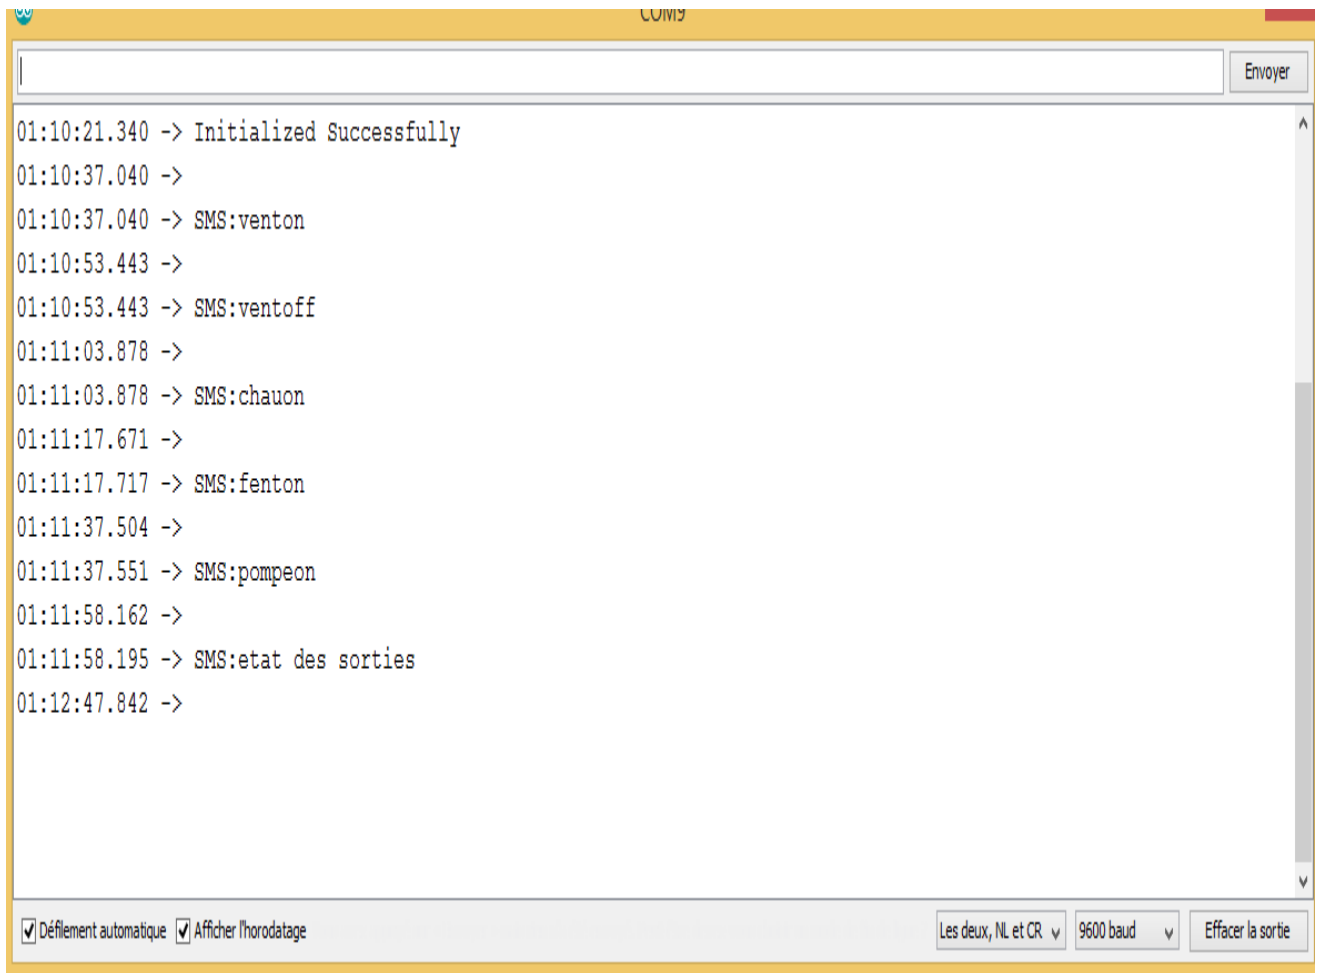 COM9
Envoyer
01:10:21.340 -> Initialized Successfully
01:10:37.040 ->
01:10:37.040 -> SMS:venton
01:10:53.443 ->
01:10:53.443 -> SMS:ventoff
01:11:03.878 ->
01:11:03.878 -> SMS:chauon
01:11:17.671 ->
01:11:17.717 -> SMS:fenton
01:11:37.504 ->
01:11:37.551 -> SMS:pompeon
01:11:58.162 ->
01:11:58.195 -> SMS:etat des sorties
01:12:47.842 ->
Défilement automatique Afficher l'horodatage Les deux, NL et CR 9600 baud Effacer la sortie